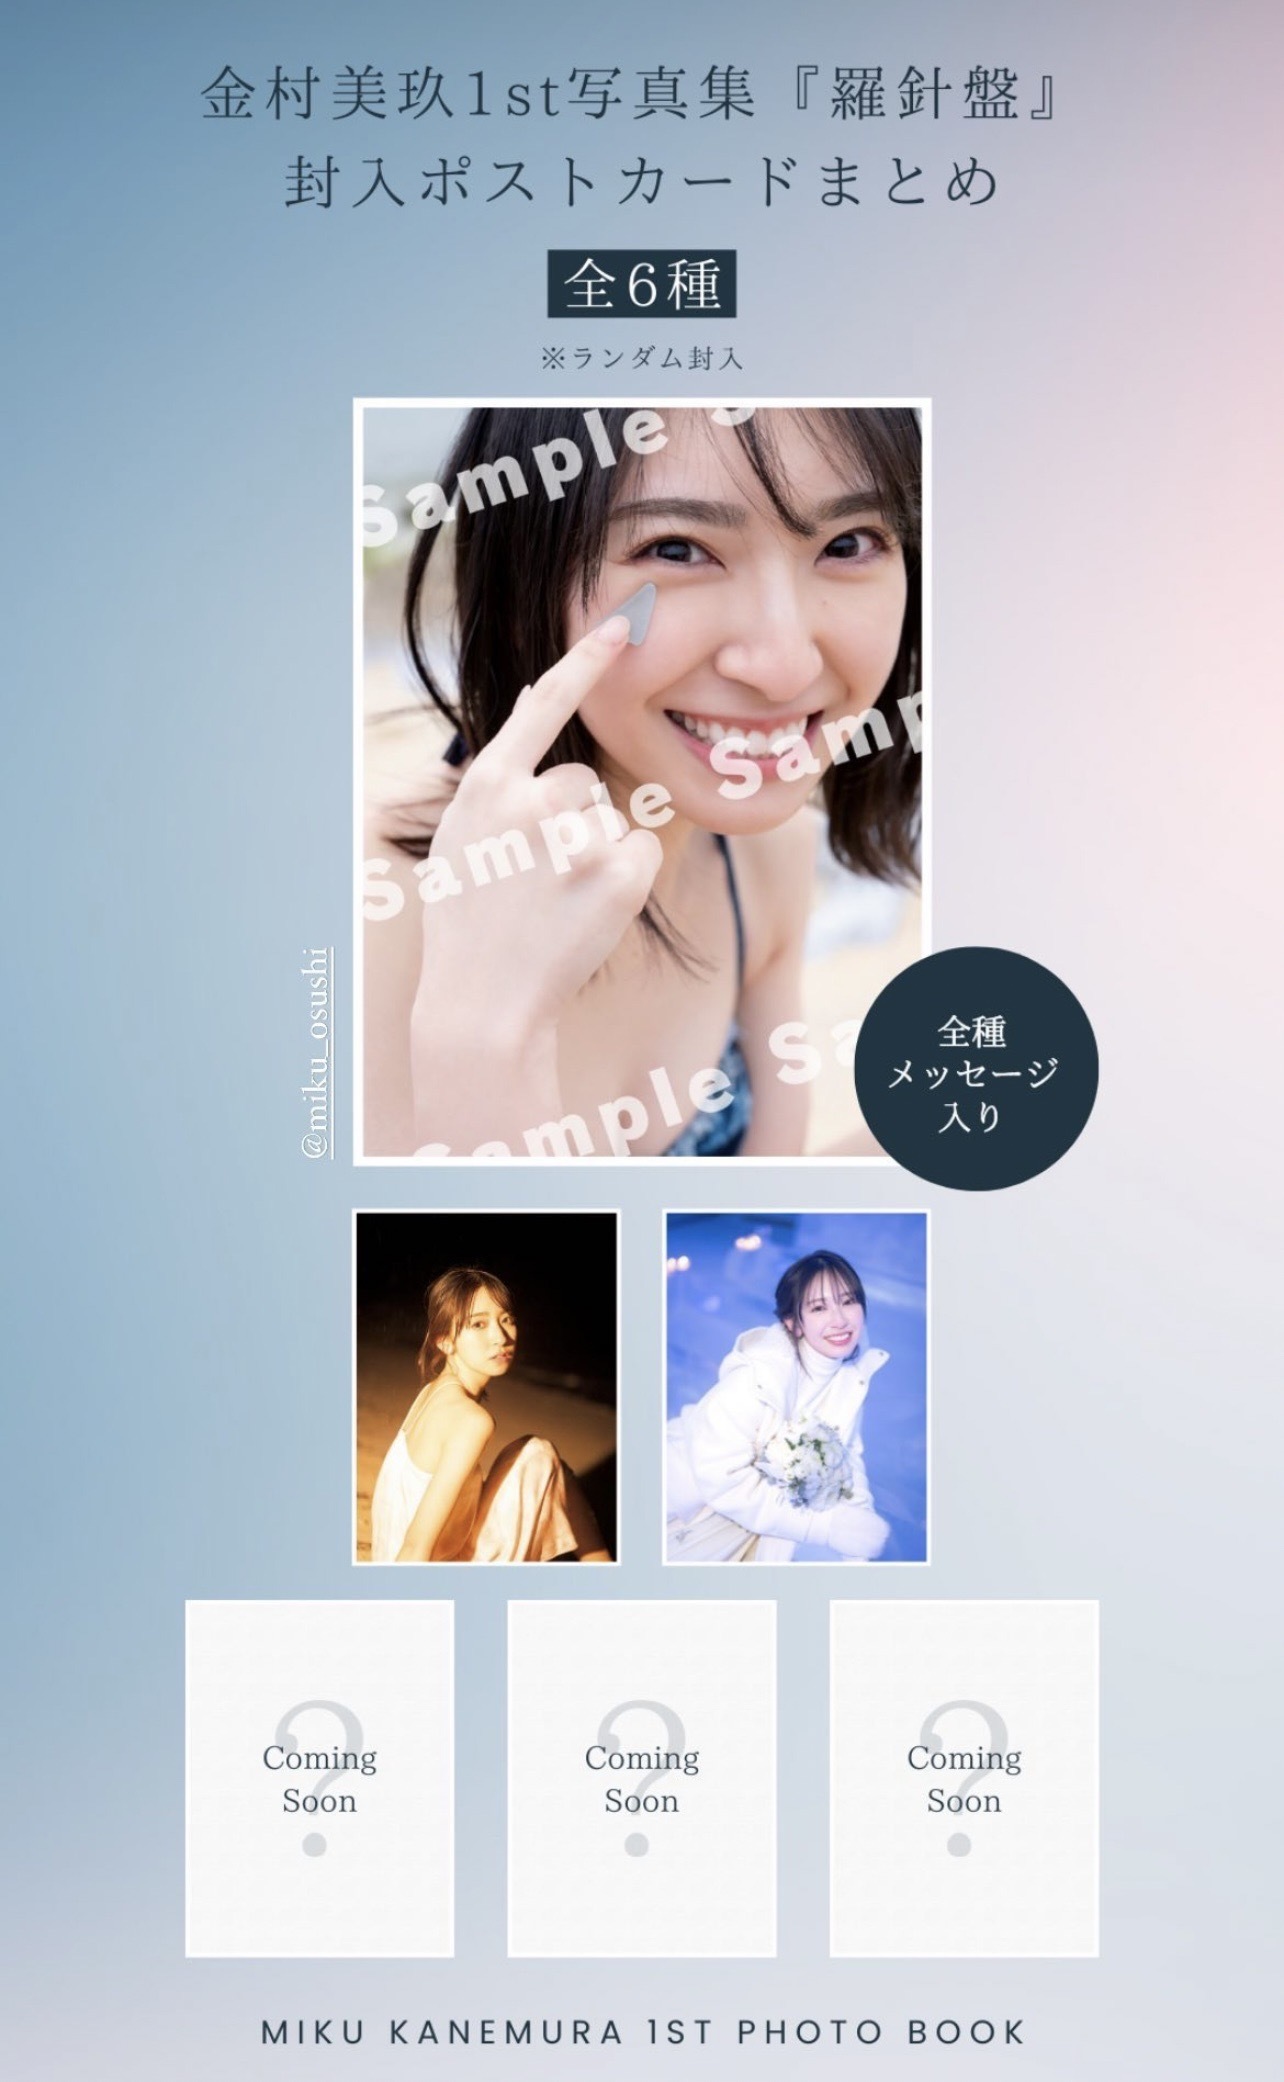 金村美玖1st写真集『羅針盤』
封入ポストカードまとめ
全6種
※ランダム封入
Sample S
Sample Samp
Sample Sa
@miku_osushi
全種
メッセージ
入り
Coming
Soon
?
Coming
Soon
?
Coming
Soon
?
MIKU KANEMURA 1ST PHOTO BOOK